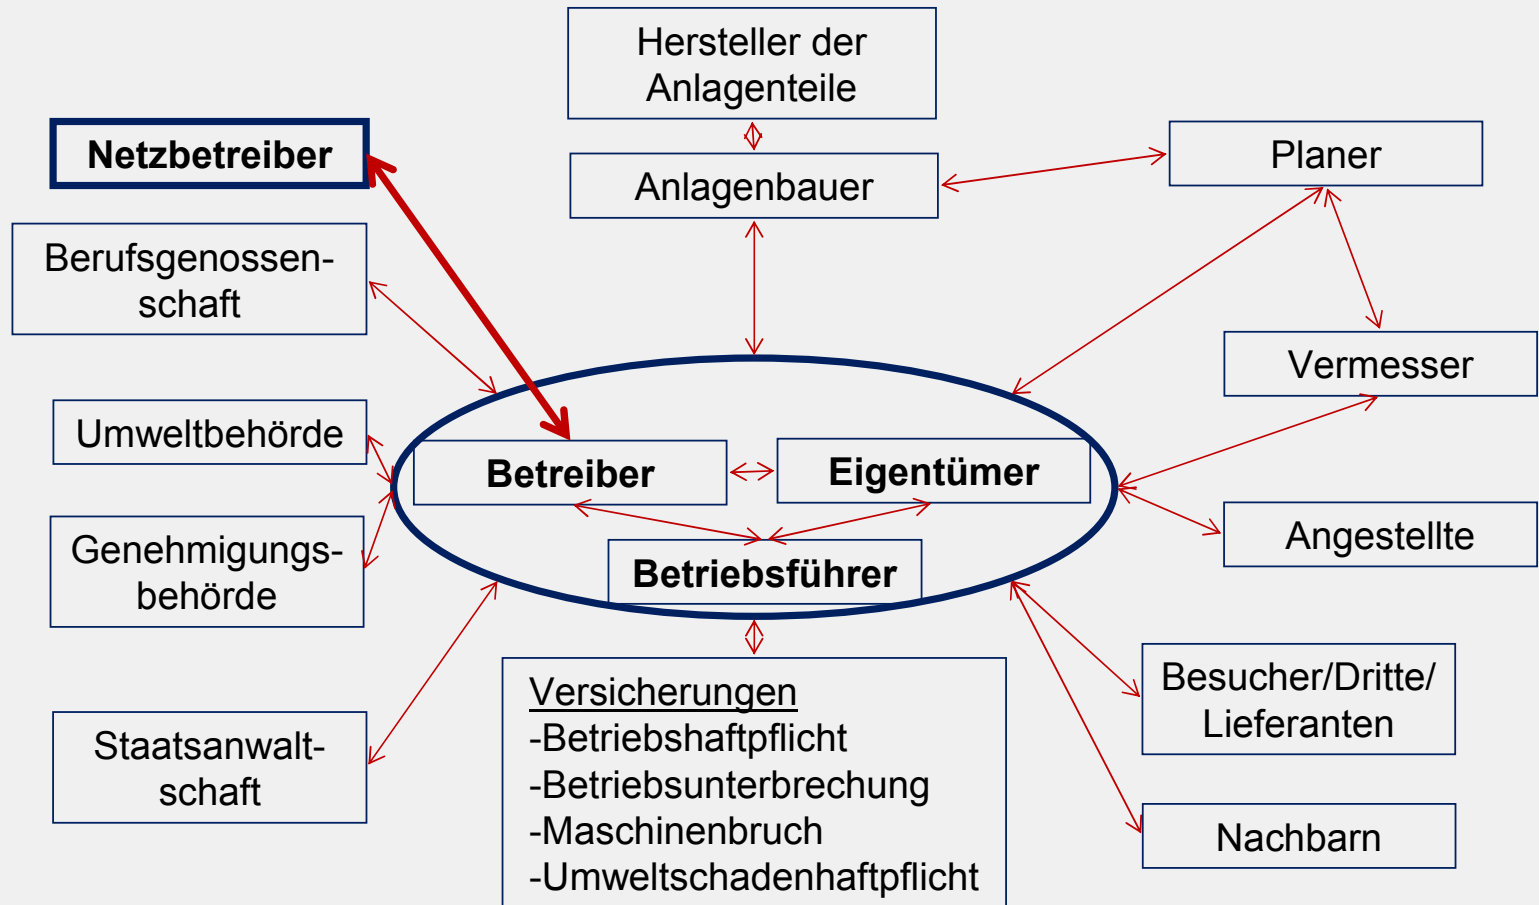 Hersteller der
Anlagenteile
Netzbetreiber
Anlagenbauer
Planer
Berufsgenossen-
schaft
Vermesser
Umweltbehörde
Betreiber
Eigentümer
Genehmigungs-
behörde
Angestellte
Betriebsführer
Versicherungen
-Betriebshaftpflicht
-Betriebsunterbrechung
-Maschinenbruch
-Umweltschadenhaftpflicht
Besucher/Dritte/
Lieferanten
Staatsanwalt-
schaft
Nachbarn